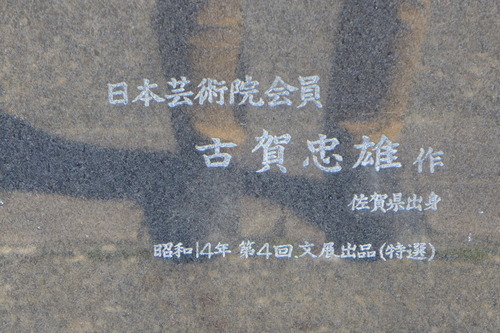 日本芸術院会員
古賀忠雄 作
佐賀県出身
昭和14年 第4回.文展出品(特選)